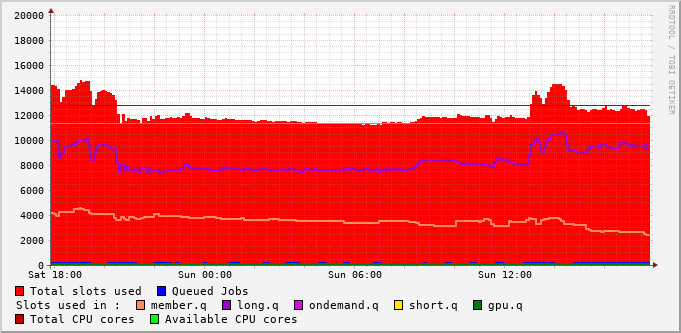 20000
18000
16000
14000
12000
10000
8000
6000
4000
2000
0
Sat 18:00 Sun 00:00 Sun 06:00 Sun 12:00
Total slots used Queued Jobs
Slots used in : member.q long.q ondemand.q short.q gpu.q
Total CPU cores Available CPU cores
RRDTOOL / TOBI OETIKER